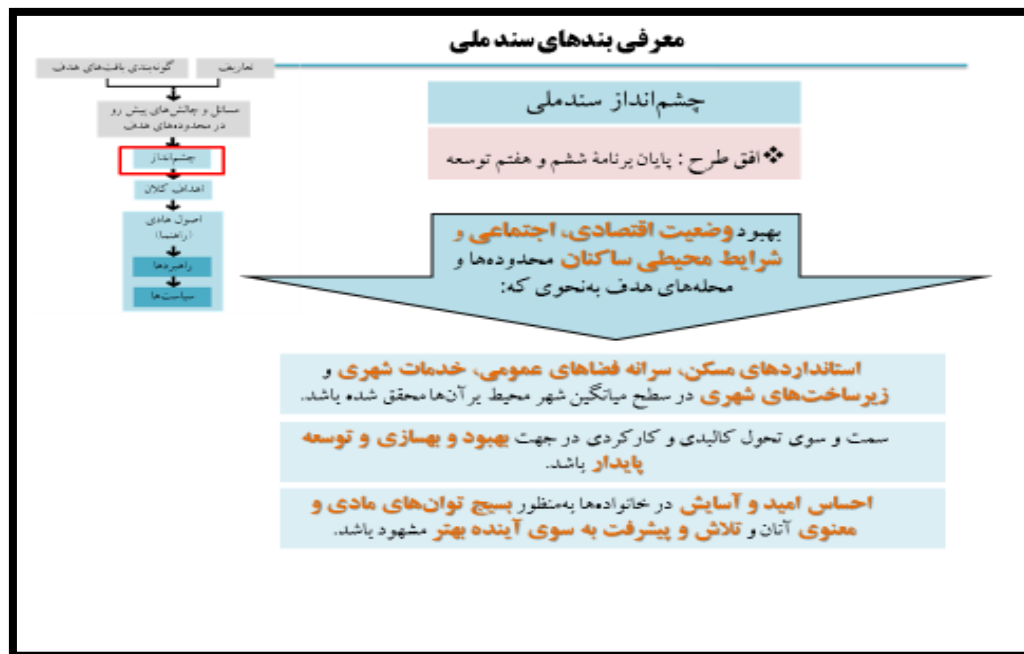 معرفی بندهای سند ملی
تعاریف
گونه‌بندی بافت‌های هدف
مسائل و چالش‌های پیش رو
در محدوده‌های هدف
چشم‌انداز
اهداف کلان
اصول هادی
(راهنما)
راهبردها
سیاست‌ها
چشم‌انداز سندملی
❖افق طرح : پایان برنامۀ ششم و هفتم توسعه
بهبود وضعیت اقتصادی، اجتماعی و
شرایط محیطی ساکنان محدوده‌ها و
محله‌های هدف به‌نحوی که:
استانداردهای مسکن، سرانه فضاهای عمومی، خدمات شهری و
زیرساخت‌های شهری در سطح میانگین شهر محیط بر آن‌ها محقق شده باشد.
سمت و سوی تحول کالبدی و کارکردی در جهت بهبود و بهسازی و توسعه
پایدار باشد.
احساس امید و آسایش در خانواده‌ها به‌منظور بسیج توان‌های مادی و
معنوی آنان و تلاش و پیشرفت به سوی آینده بهتر مشهود باشد.